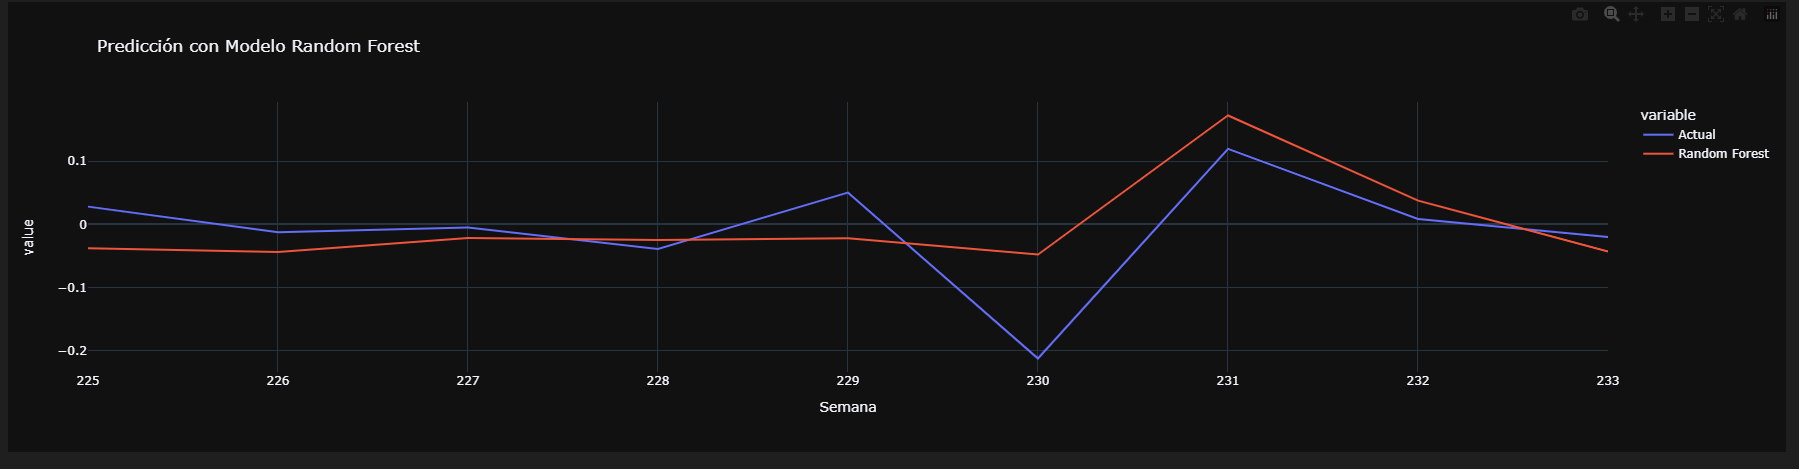 Predicción con Modelo Random Forest
variable
Actual
Random Forest
value
0.1
0
−0.1
−0.2
225 226 227 228 229 230 231 232 233
Semana